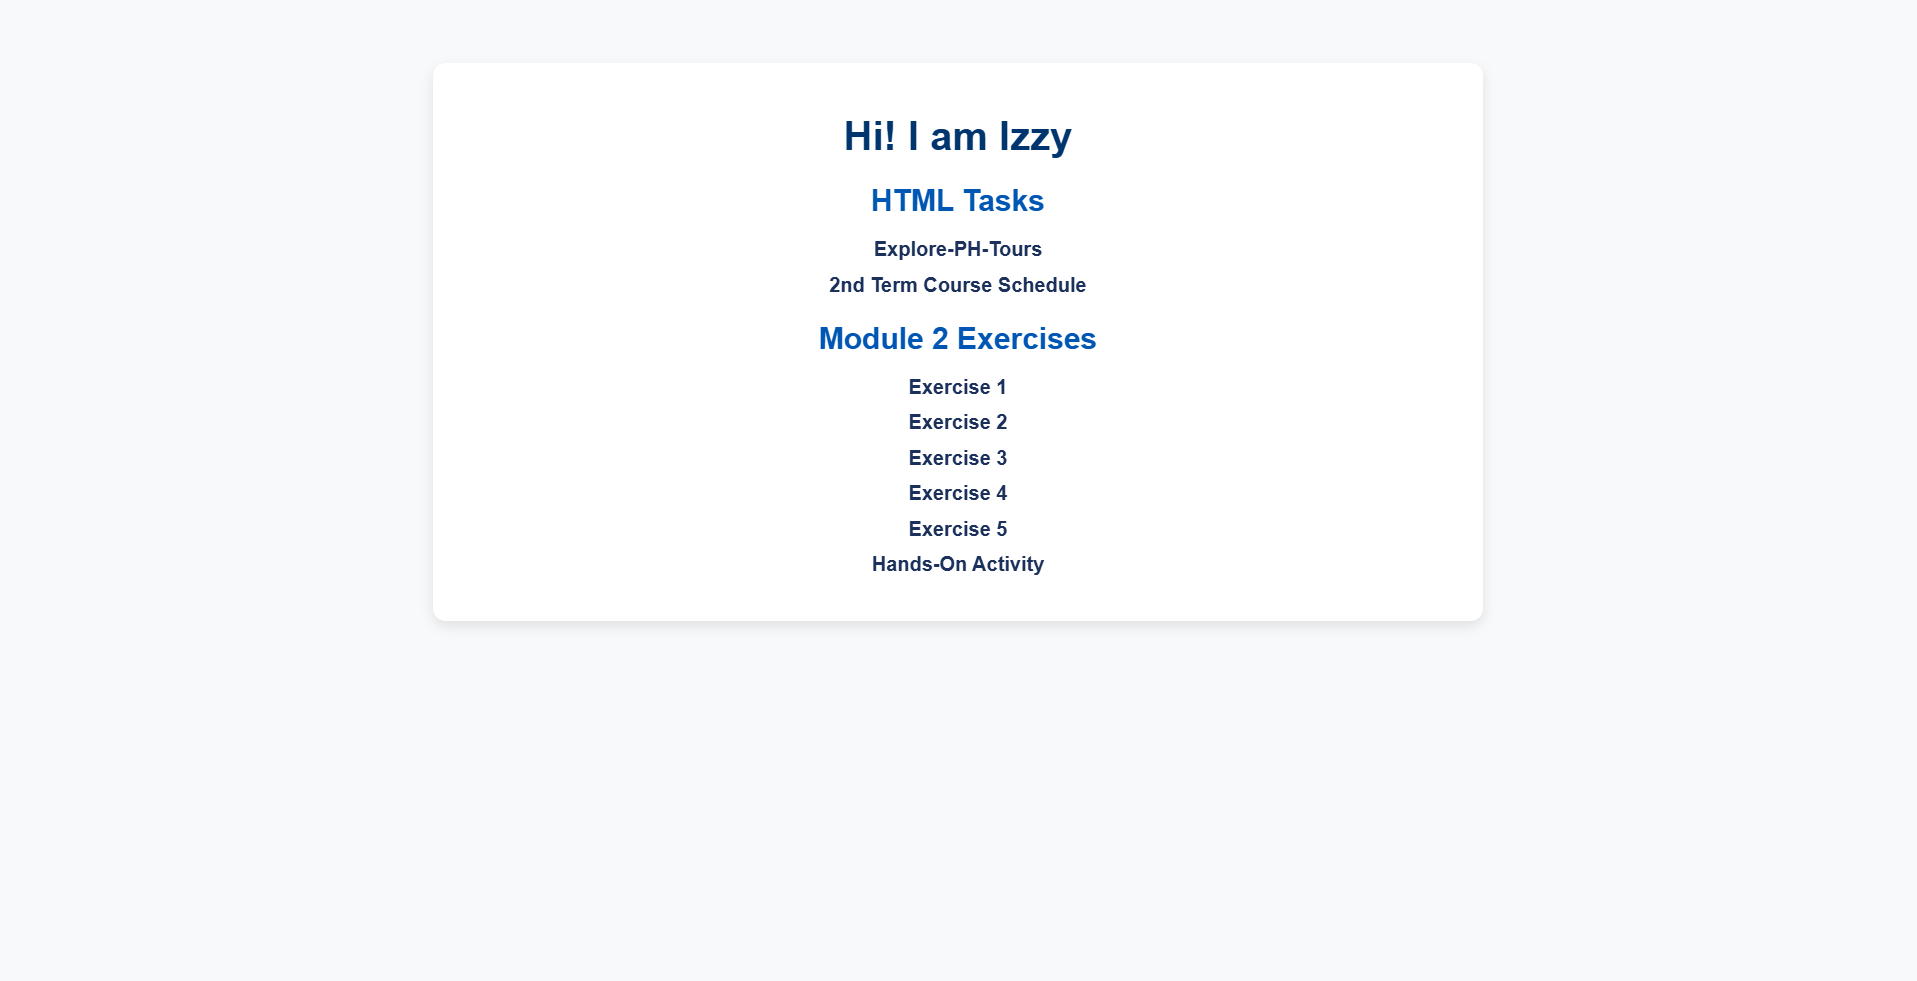 Hi! I am Izzy
HTML Tasks
Explore-PH-Tours
2nd Term Course Schedule
Module 2 Exercises
Exercise 1
Exercise 2
Exercise 3
Exercise 4
Exercise 5
Hands-On Activity